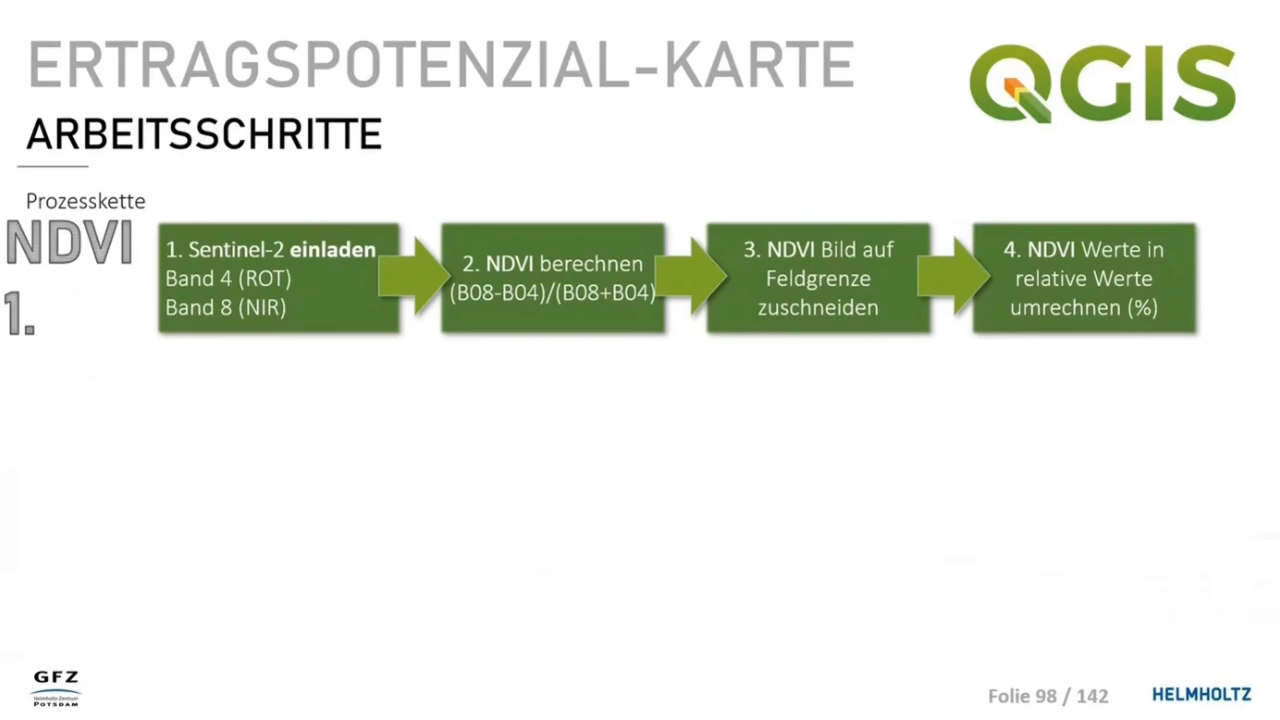 ERTRAGSPOTENZIAL-KARTE
QGIS
ARBEITSSCHRITTE
Prozesskette
NDVI
1.
1. Sentinel-2 einladen
Band 4 (ROT)
Band 8 (NIR)
2. NDVI berechnen
(B08-B04)/(B08+B04)
3. NDVI Bild auf
Feldgrenze
zuschneiden
4. NDVI Werte in
relative Werte
umrechnen (%)
GFZ
Helmholtz-Zentrum
POTSDAM
Folie 98 / 142
HELMHOLTZ